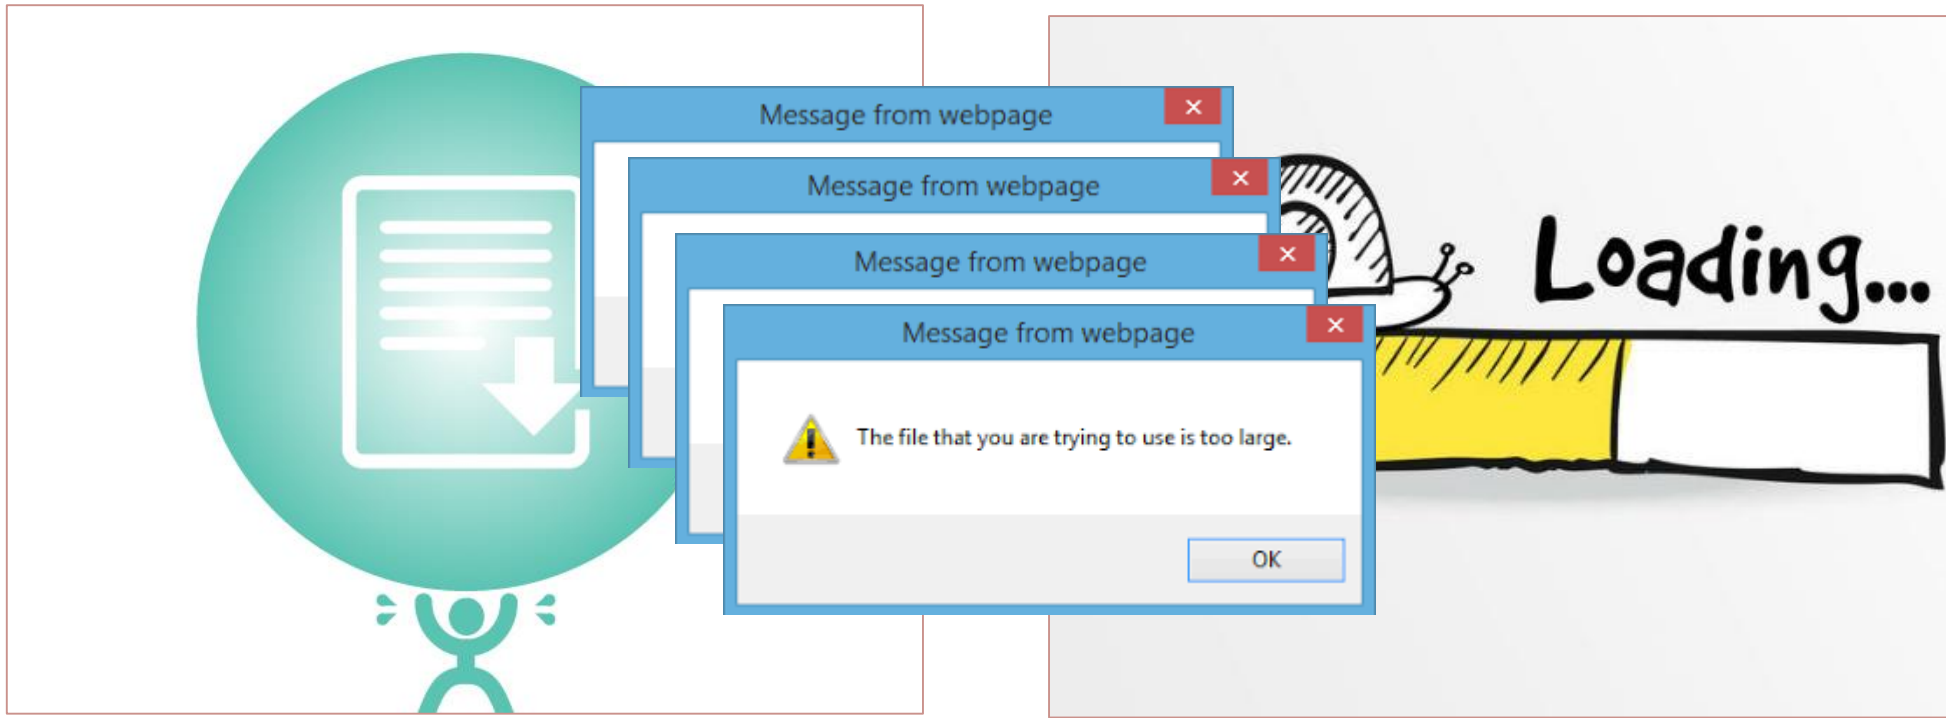 Message from webpage
Message from webpage
Message from webpage
Message from webpage
The file that you are trying to use is too large.
OK
Loading...